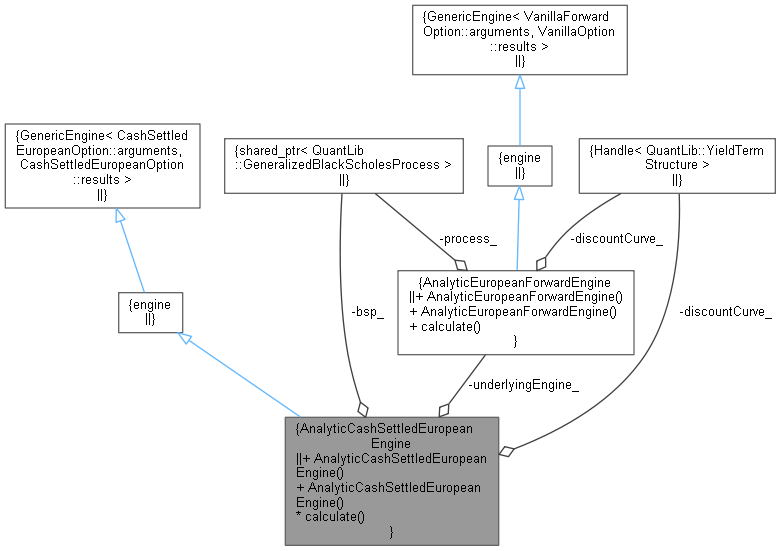 {GenericEngine< VanillaForward
Option::arguments, VanillaOption
::results >
||}
{GenericEngine< CashSettled
EuropeanOption::arguments,
CashSettledEuropeanOption
::results >
||}
{shared_ptr< QuantLib
::GeneralizedBlackScholesProcess >
||}
{engine
||}
{Handle< QuantLib::YieldTerm
Structure >
||}
-process_
-discountCurve_
{engine
||}
-bsp_
{AnalyticEuropeanForwardEngine
||+ AnalyticEuropeanForwardEngine()
+ AnalyticEuropeanForwardEngine()
+ calculate()
}
-discountCurve_
-underlyingEngine_
{AnalyticCashSettledEuropean
Engine
||+ AnalyticCashSettledEuropean
Engine()
+ AnalyticCashSettledEuropean
Engine()
* calculate()
}